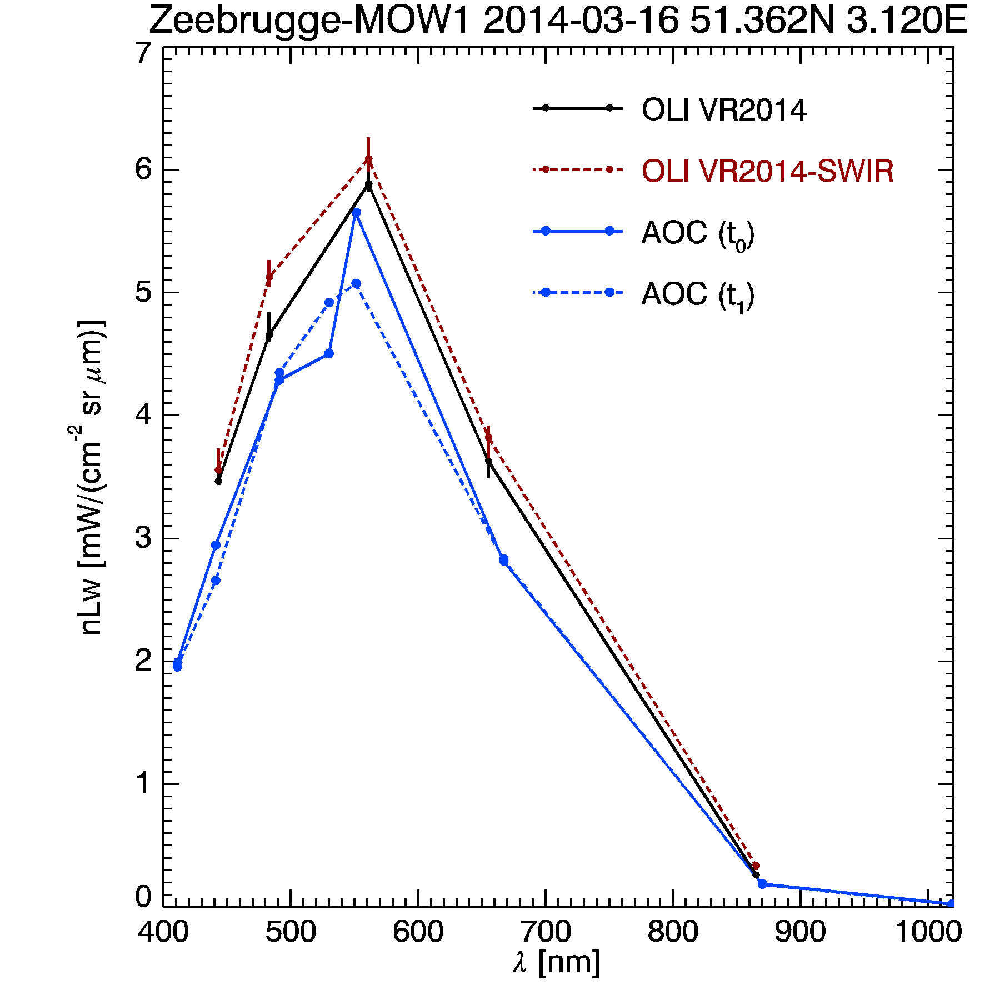 Zeebrugge-MOW1 2014-03-16 51.362N 3.120E
7
6
5
4
3
2
1
0
nLw [mW/(cm⁻² sr μm)]
OLI VR2014
OLI VR2014-SWIR
AOC (t₀)
AOC (t₁)
400 500 600 700 800 900 1000
λ [nm]